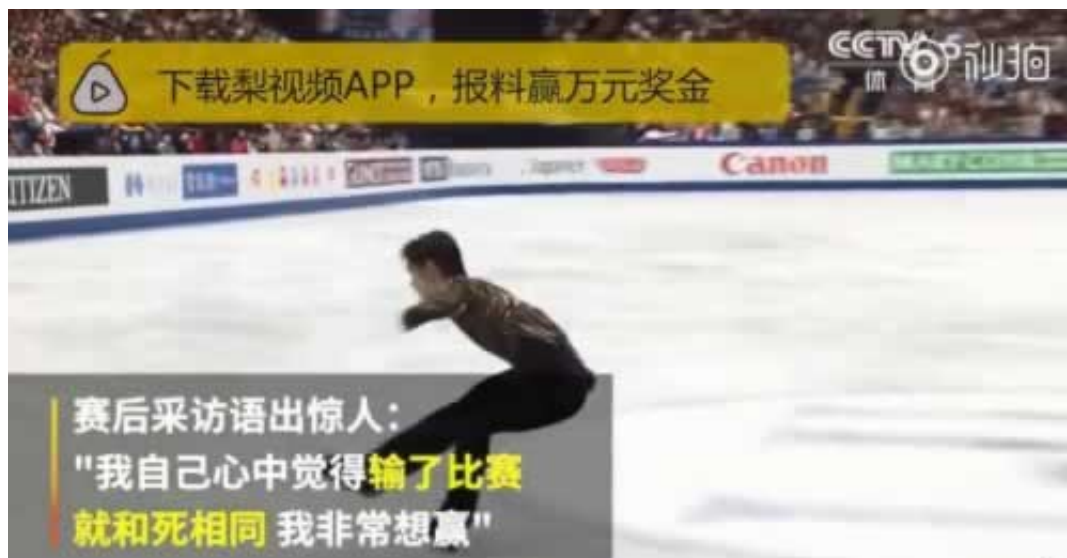 CCTV5
体
秒拍
下载梨视频APP，报料赢万元奖金
CITIZEN
Canon
赛后采访语出惊人：
"我自己心中觉得输了比赛
就和死相同 我非常想赢"